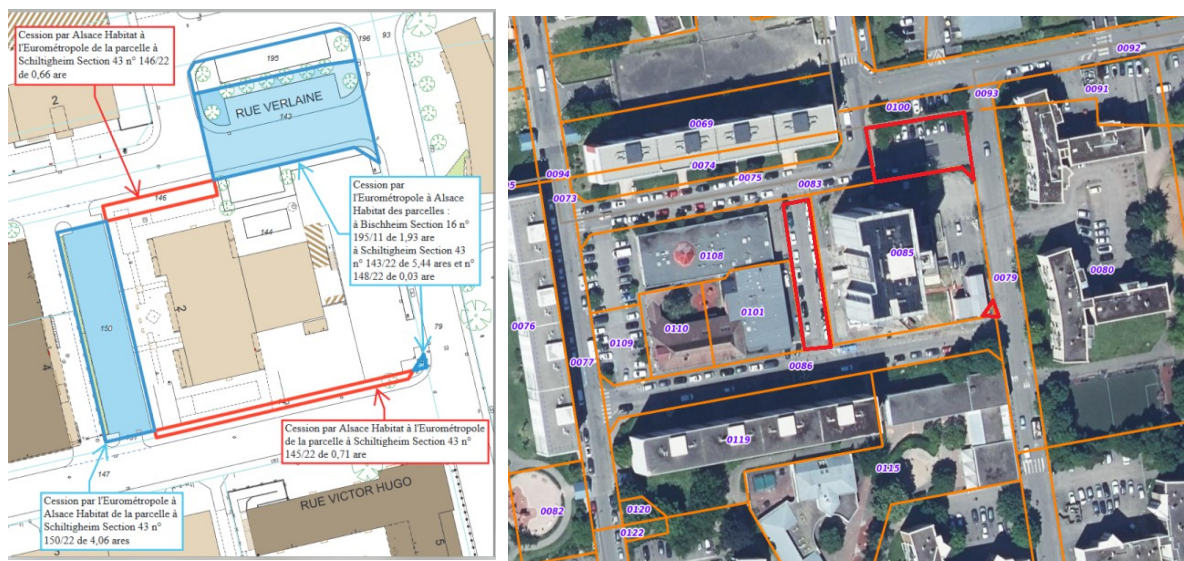 Cession par Alsace Habitat à
l'Eurométropole de la parcelle à
Schiltigheim Section 43 n° 146/22
de 0,66 are
196
93
195
2
RUE VERLAINE
143
Cession par
l'Eurométropole à Alsace
Habitat des parcelles :
à Bischheim Section 16 n°
195/11 de 1,93 are
à Schiltigheim Section 43
n° 143/22 de 5,44 ares et n°
148/22 de 0,03 are
146
144
150
2
4
79
Cession par Alsace Habitat à l'Eurométropole
de la parcelle à Schiltigheim Section 43 n°
145/22 de 0,71 are
147
RUE VICTOR HUGO
5
Cession par l'Eurométropole à
Alsace Habitat de la parcelle à
Schiltigheim Section 43 n°
150/22 de 4,06 ares
0092
0091
0093
0100
0069
0074
0075
0094
0073
0083
0108
0085
0079
0080
0101
0110
0109
0076
0077
0086
0119
0115
0082
0120
0122